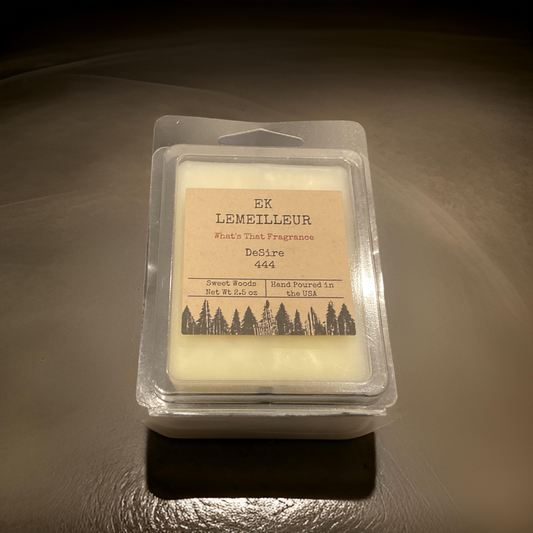 EK
LEMEILLEUR
What's That Fragrance
DeSire
444
Sweet Woods
Net Wt 2.5 oz
Hand Poured in
the USA